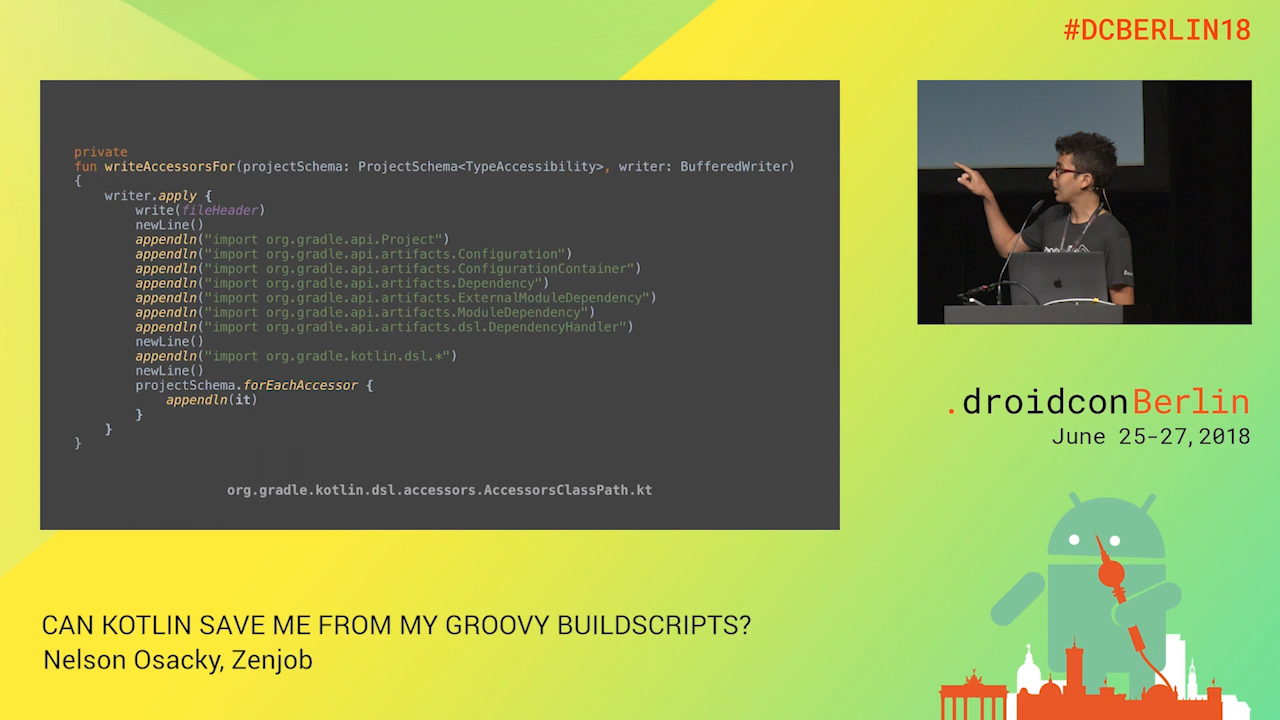 #DCBERLIN18
private
fun writeAccessorsFor(projectSchema: ProjectSchema<TypeAccessibility>, writer: BufferedWriter)
{
    writer.apply {
        write(fileHeader)
        newLine()
        appendln("import org.gradle.api.Project")
        appendln("import org.gradle.api.artifacts.Configuration")
        appendln("import org.gradle.api.artifacts.ConfigurationContainer")
        appendln("import org.gradle.api.artifacts.Dependency")
        appendln("import org.gradle.api.artifacts.ExternalModuleDependency")
        appendln("import org.gradle.api.artifacts.ModuleDependency")
        appendln("import org.gradle.api.artifacts.dsl.DependencyHandler")
        newLine()
        appendln("import org.gradle.kotlin.dsl.*")
        newLine()
        projectSchema.forEachAccessor {
            appendln(it)
        }
    }
}
org.gradle.kotlin.dsl.accessors.AccessorsClassPath.kt
.droidconBerlin
June 25-27, 2018
CAN KOTLIN SAVE ME FROM MY GROOVY BUILDSCRIPTS?
Nelson Osacky, Zenjob